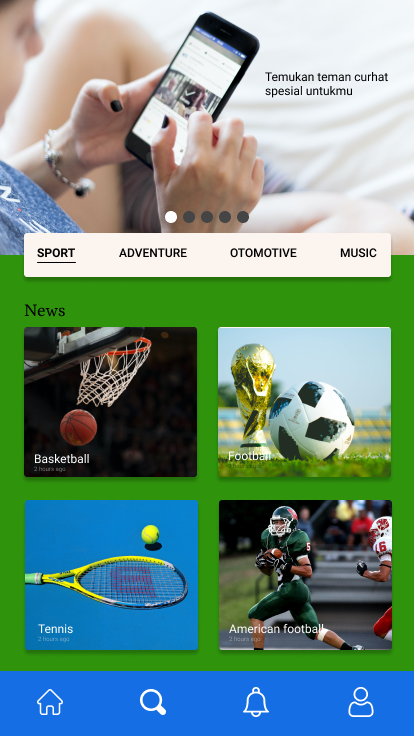 Temukan teman curhat
spesial untukmu
SPORT ADVENTURE OTOMOTIVE MUSIC
News
Basketball
2 hours ago
Football
Tennis
2 hours ago
American football
2 hours ago